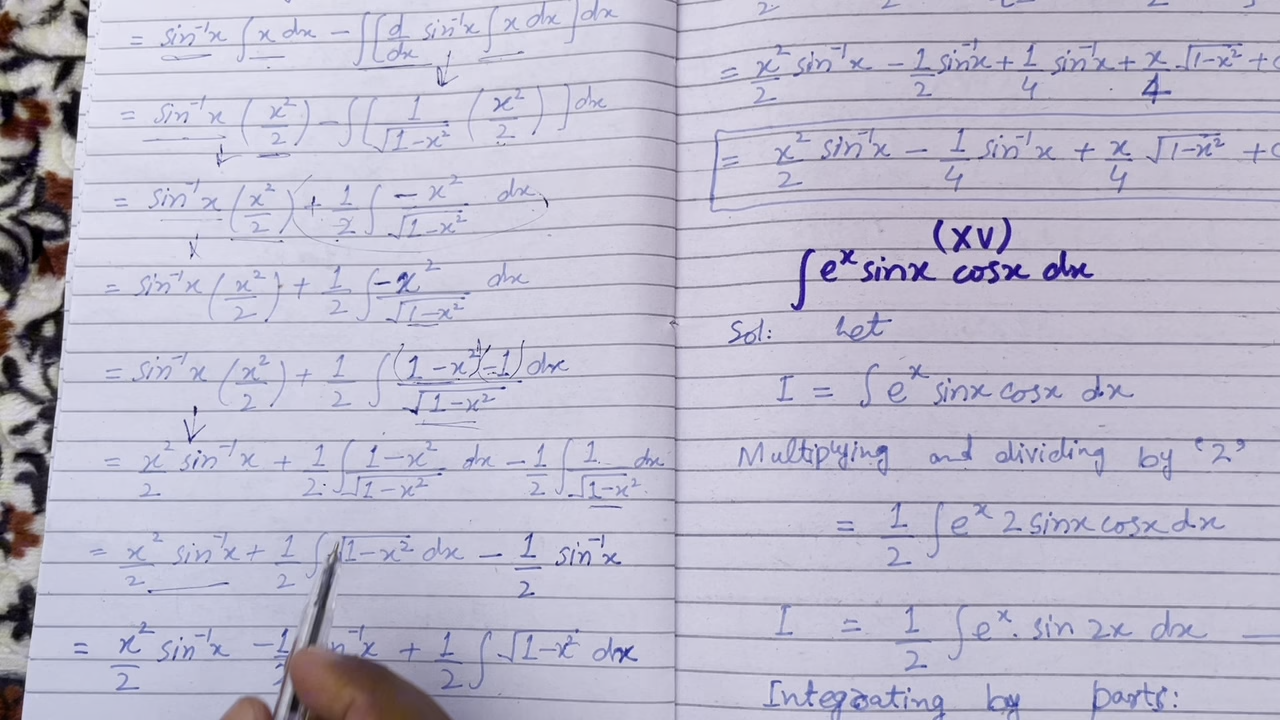 = sin⁻¹x ∫ x dx − ∫[d/dx sin⁻¹x ∫ x dx] dx
= sin⁻¹x (x²/2) − ∫[1/√(1−x²) (x²/2)] dx
= sin⁻¹x (x²/2) + 1/2 ∫ −x²/√(1−x²) dx
= sin⁻¹x (x²/2) + 1/2 ∫ −x²/√(1−x²) dx
= sin⁻¹x (x²/2) + 1/2 ∫ (1−x²)(−1)/√(1−x²) dx
= x²/2 sin⁻¹x + 1/2 ∫ (1−x²)/√(1−x²) dx − 1/2 ∫ 1/√(1−x²) dx
= x²/2 sin⁻¹x + 1/2 ∫ √(1−x²) dx − 1/2 sin⁻¹x
= x²/2 sin⁻¹x − 1/2 sin⁻¹x + 1/2 ∫ √(1−x²) dx
= x²/2 sin⁻¹x − 1/2 sin⁻¹x + 1/4 sin⁻¹x + x/4 √(1−x²) +
= x²/2 sin⁻¹x − 1/4 sin⁻¹x + x/4 √(1−x²) +
(XV)
∫ eˣ sinx cosx dx
Sol: Let
I = ∫ eˣ sinx cosx dx
Multiplying and dividing by '2'
= 1/2 ∫ eˣ 2 sinx cosx dx
I = 1/2 ∫ eˣ. sin 2x dx —
Integrating by parts: